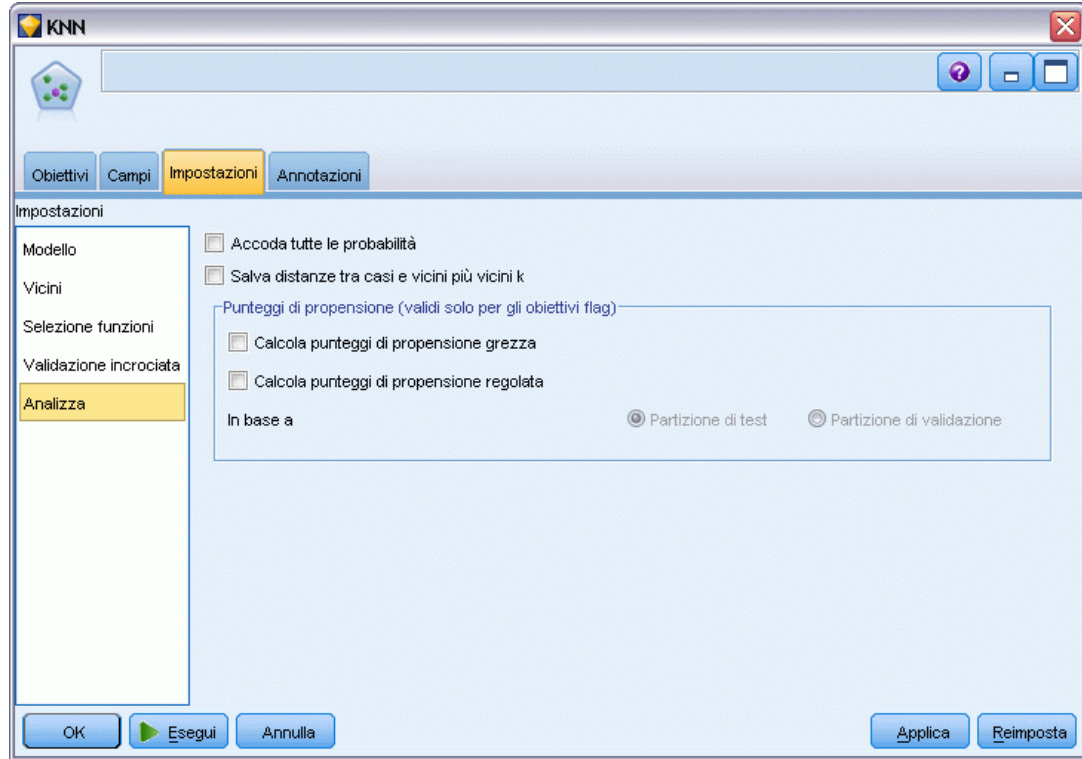 KNN
Obiettivi Campi Impostazioni Annotazioni
Impostazioni
Modello
Vicini
Selezione funzioni
Validazione incrociata
Analizza
Accoda tutte le probabilità
Salva distanze tra casi e vicini più vicini k
Punteggi di propensione (validi solo per gli obiettivi flag)
Calcola punteggi di propensione grezza
Calcola punteggi di propensione regolata
In base a Partizione di test Partizione di validazione
OK Esegui Annulla Applica Reimposta